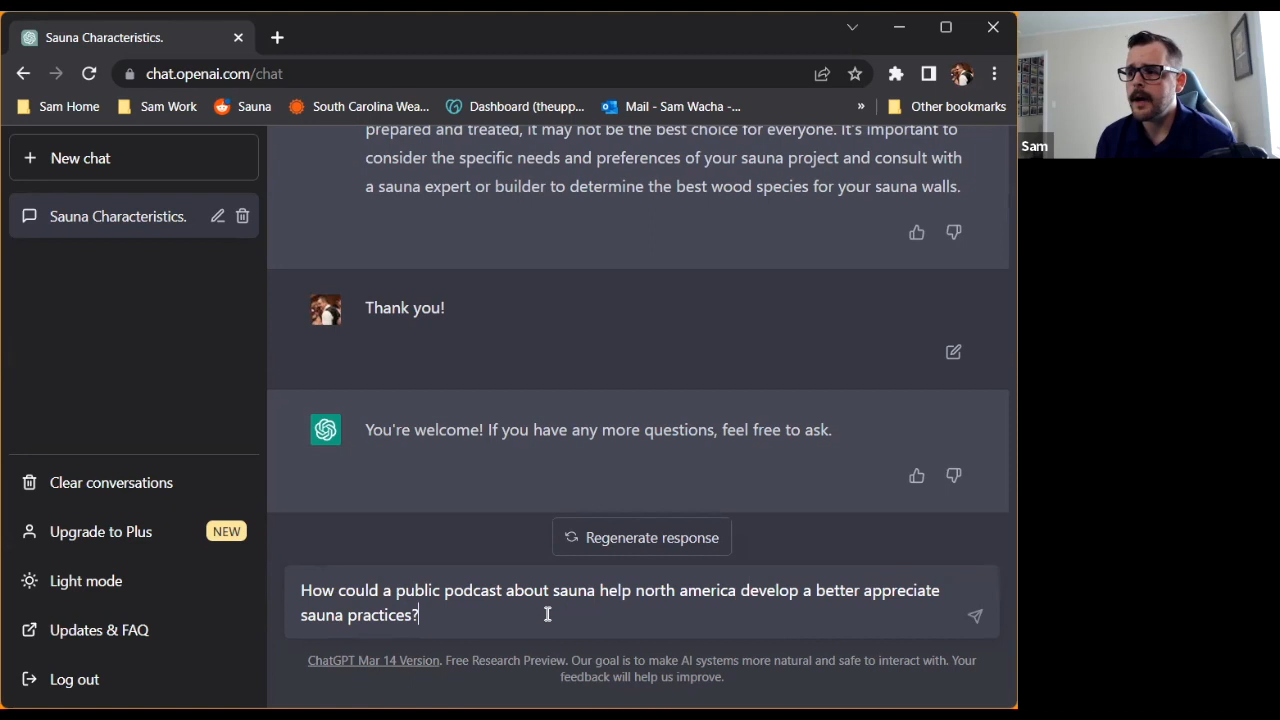 Sauna Characteristics.
chat.openai.com/chat
Sam Home
Sam Work
Sauna
South Carolina Wea...
Dashboard (theupp...
Mail - Sam Wacha -...
»
Other bookmarks
New chat
Sauna Characteristics.
Clear conversations
Upgrade to Plus
NEW
Light mode
Updates & FAQ
Log out
prepared and treated, it may not be the best choice for everyone. It's important to
consider the specific needs and preferences of your sauna project and consult with
a sauna expert or builder to determine the best wood species for your sauna walls.
Thank you!
You're welcome! If you have any more questions, feel free to ask.
Regenerate response
How could a public podcast about sauna help north america develop a better appreciate
sauna practices?
ChatGPT Mar 14 Version. Free Research Preview. Our goal is to make AI systems more natural and safe to interact with. Your
feedback will help us improve.
Sam